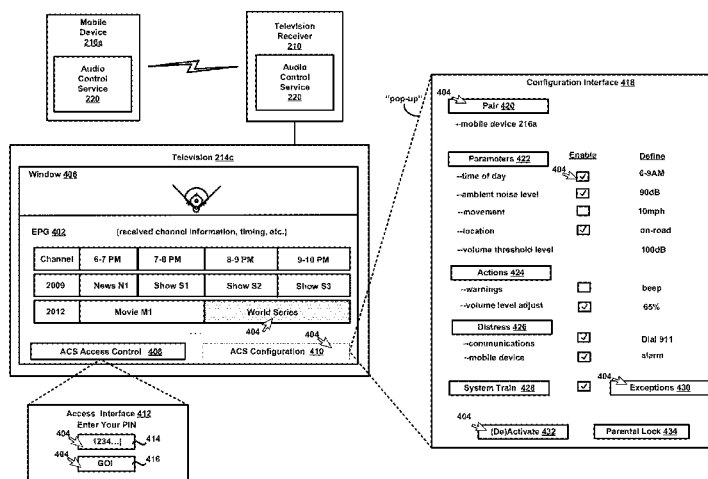 Mobile
Device
216a
Audio
Control
Service
220
Television
Receiver
210
Audio
Control
Service
220
Television 214c
Window 406
EPG 402 (received channel information, timing, etc.)
Channel 6-7 PM 7-8 PM 8-9 PM 9-10 PM
2009 News N1 Show S1 Show S2 Show S3
2012 Movie M1 World Series
. . .
404
404
ACS Access Control 408
ACS Configuration 410
Access Interface 412
Enter Your PIN
404
1234...|
414
404
GO!
416
"pop-up"
Configuration Interface 418
404
Pair 420
--mobile device 216a
Parameters 422 Enable Define
--time of day 404 6-9AM
--ambient noise level 90dB
--movement 10mph
--location on-road
--volume threshold level 100dB
Actions 424
--warnings beep
--volume level adjust 65%
Distress 426
--communications Dial 911
--mobile device alarm
404
System Train 428 Exceptions 430
404
(De)Activate 432 Parental Lock 434